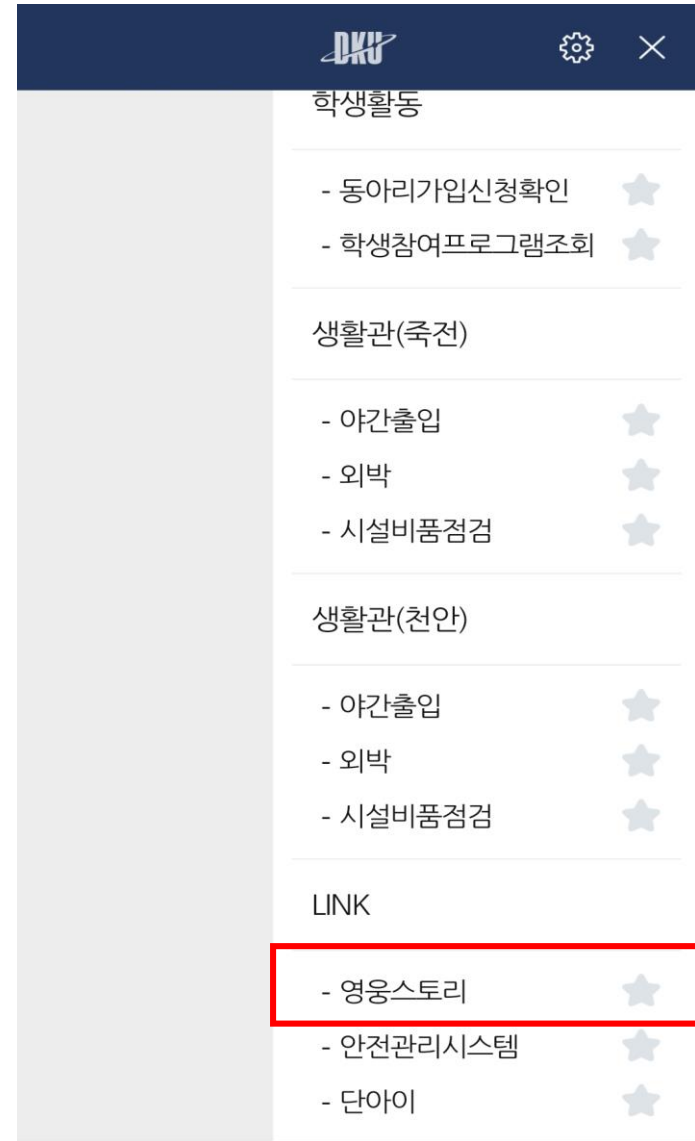 DKU
학생활동
- 동아리가입신청확인
- 학생참여프로그램조회
생활관(죽전)
- 야간출입
- 외박
- 시설비품점검
생활관(천안)
- 야간출입
- 외박
- 시설비품점검
LINK
- 영웅스토리
- 안전관리시스템
- 단아이